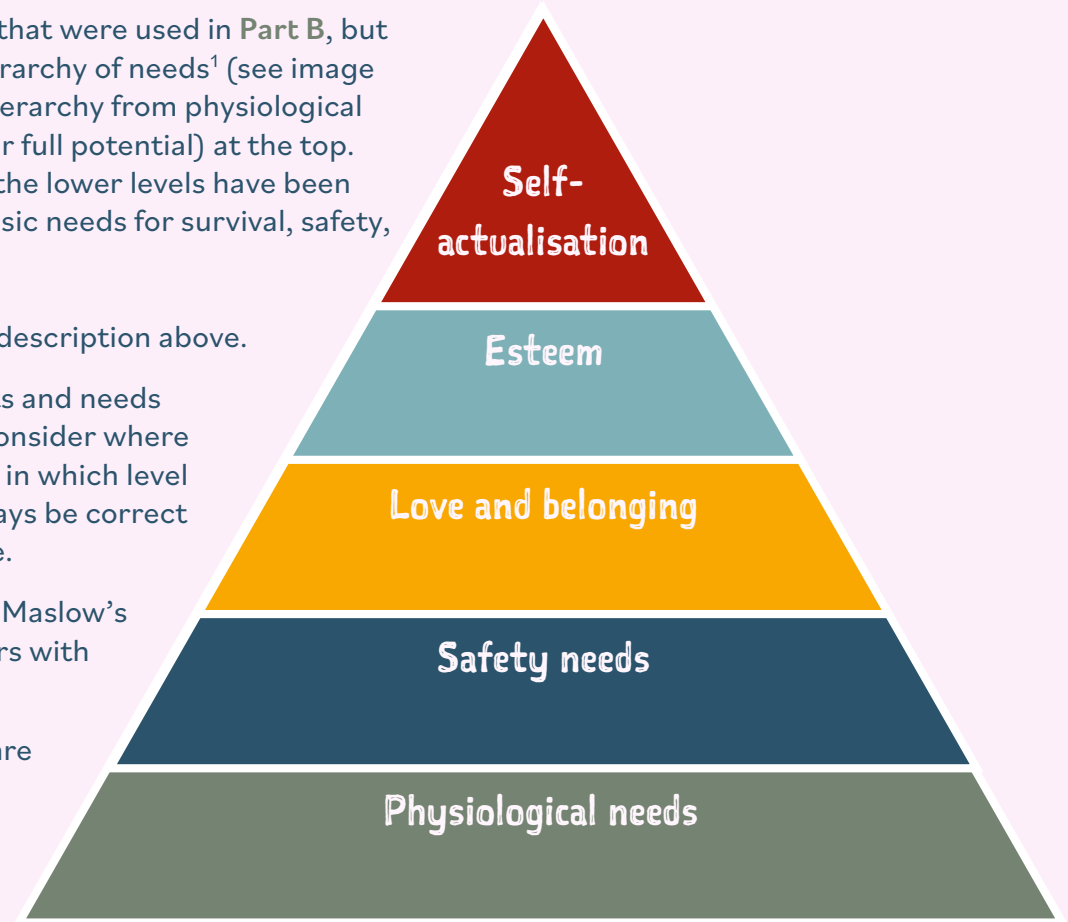 that were used in Part B, but
rarchy of needs¹ (see image
erarchy from physiological
r full potential) at the top.
the lower levels have been
sic needs for survival, safety,
description above.
s and needs
onsider where
in which level
ays be correct
e.
Maslow’s
rs with
are
Self-
actualisation
Esteem
Love and belonging
Safety needs
Physiological needs